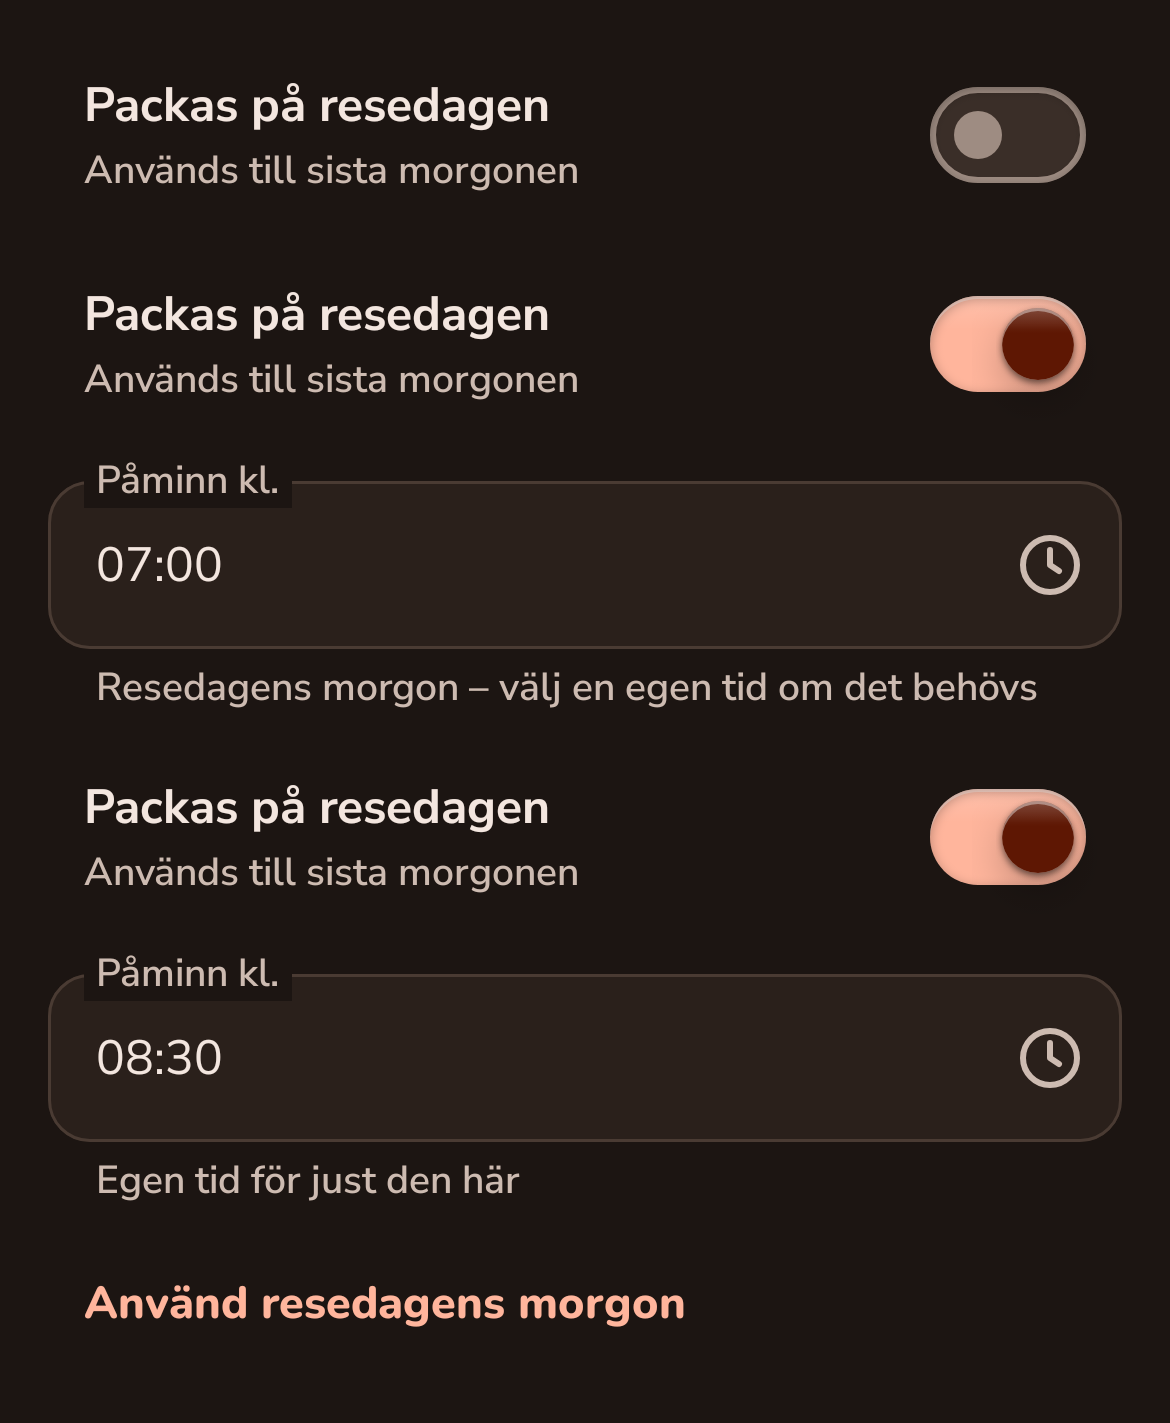 Packas på resedagen
Används till sista morgonen
Packas på resedagen
Används till sista morgonen
Påminn kl.
07:00
Resedagens morgon – välj en egen tid om det behövs
Packas på resedagen
Används till sista morgonen
Påminn kl.
08:30
Egen tid för just den här
Använd resedagens morgon